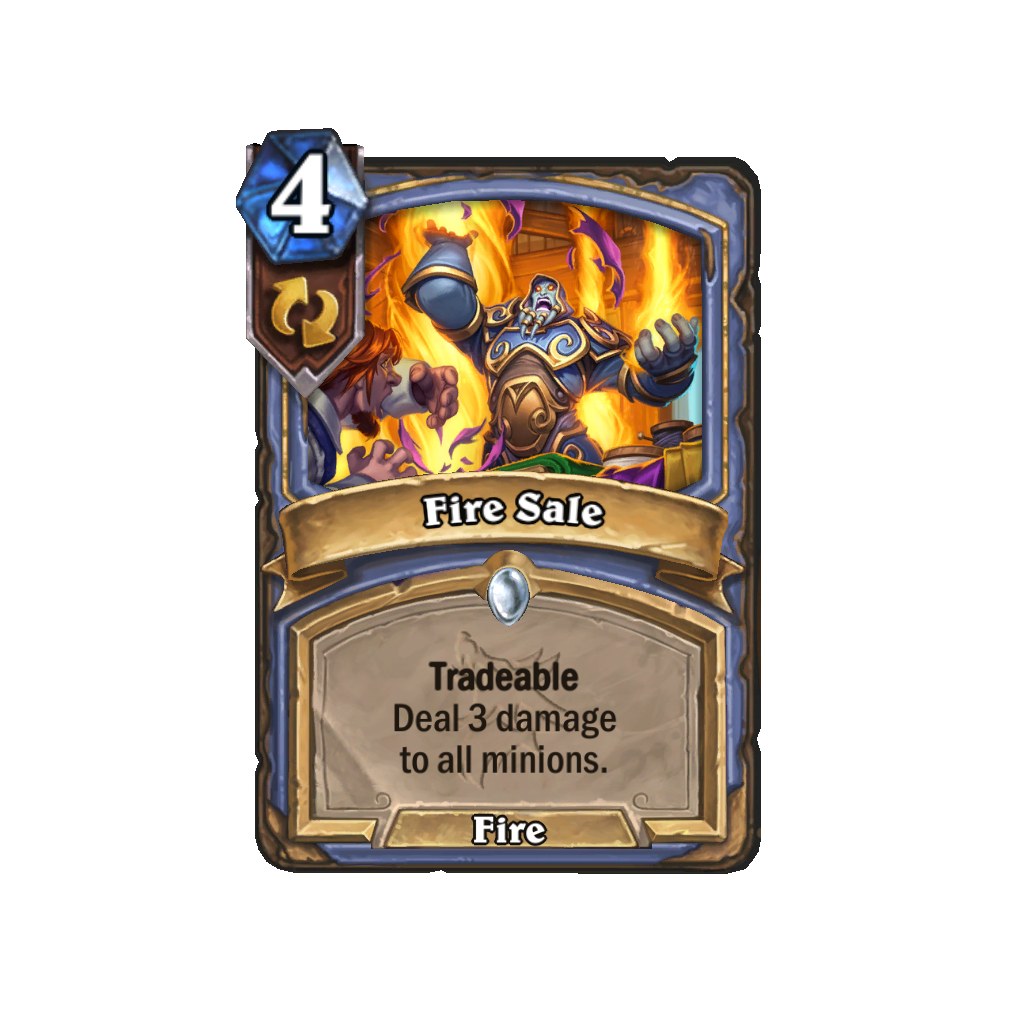 4
Fire Sale
Tradeable
Deal 3 damage
to all minions.
Fire